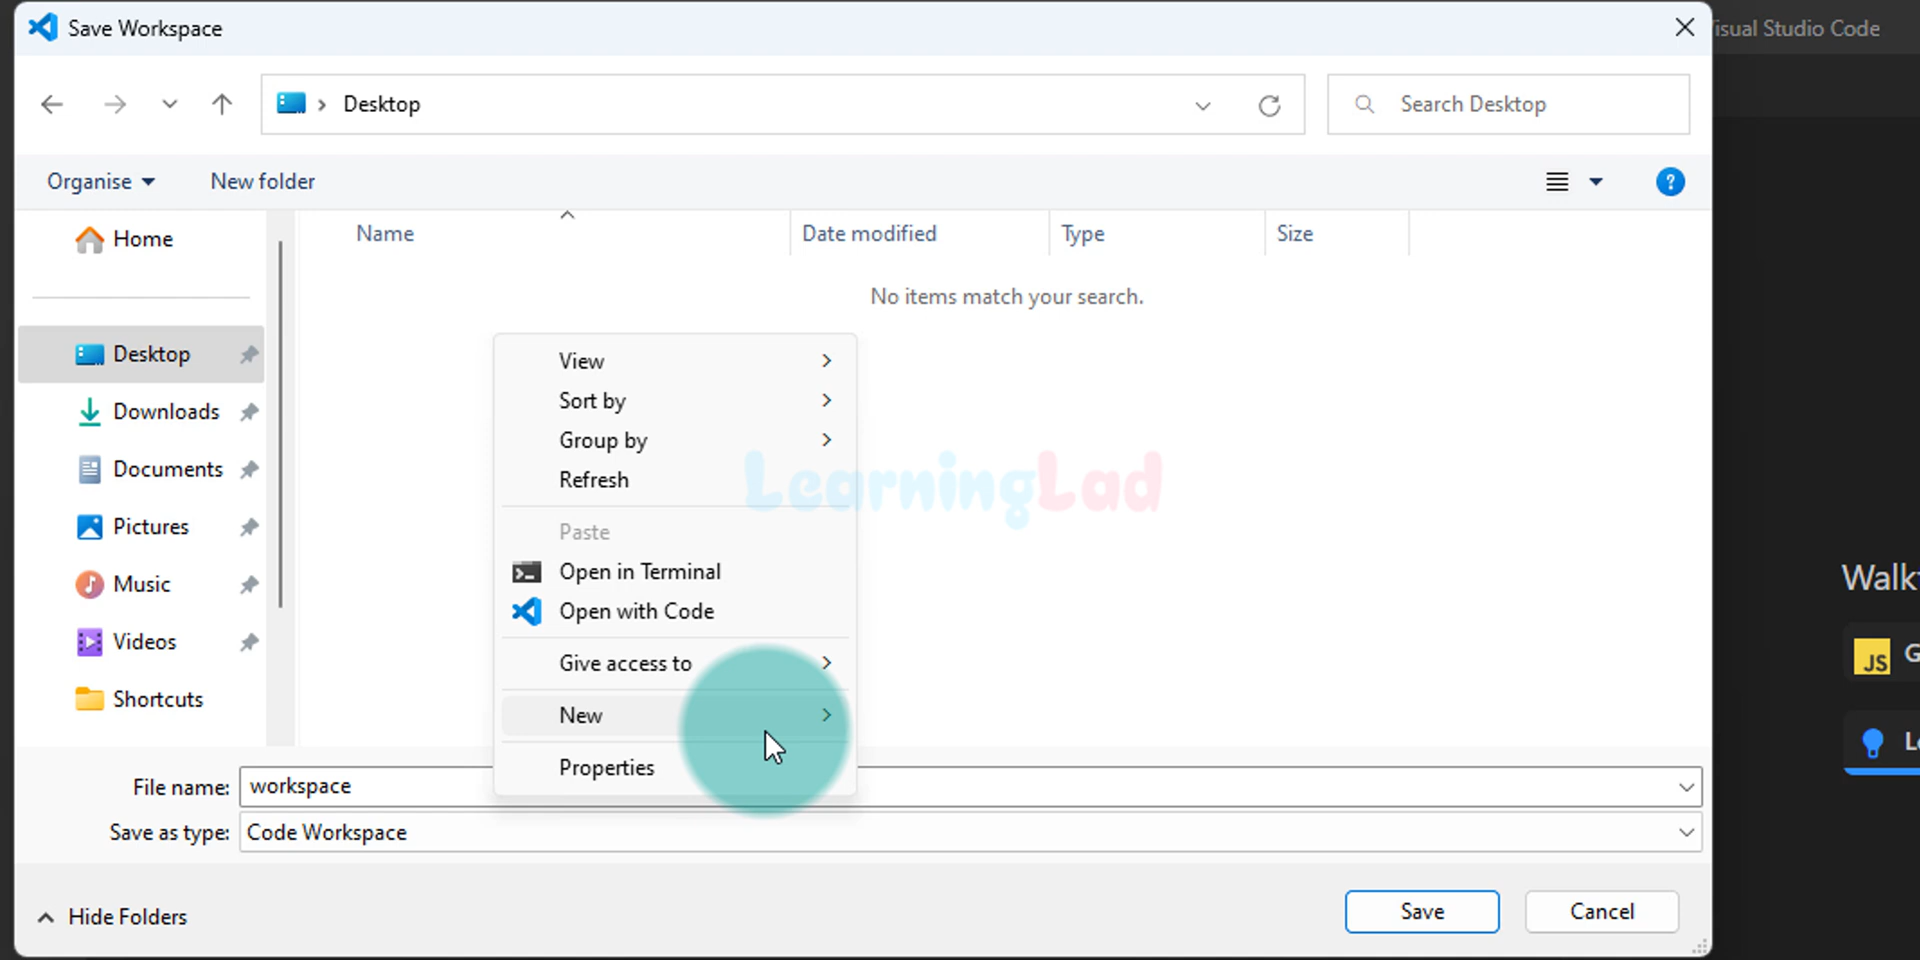 Save Workspace
isual Studio Code
Desktop
Search Desktop
Organise
New folder
Home
Name
Date modified
Type
Size
No items match your search.
Desktop
Downloads
Documents
Pictures
Music
Videos
Shortcuts
View
Sort by
Group by
Refresh
Paste
Open in Terminal
Open with Code
Give access to
New
Properties
LearningLad
Walk
JS G
File name: workspace
Save as type: Code Workspace
Hide Folders
Save
Cancel